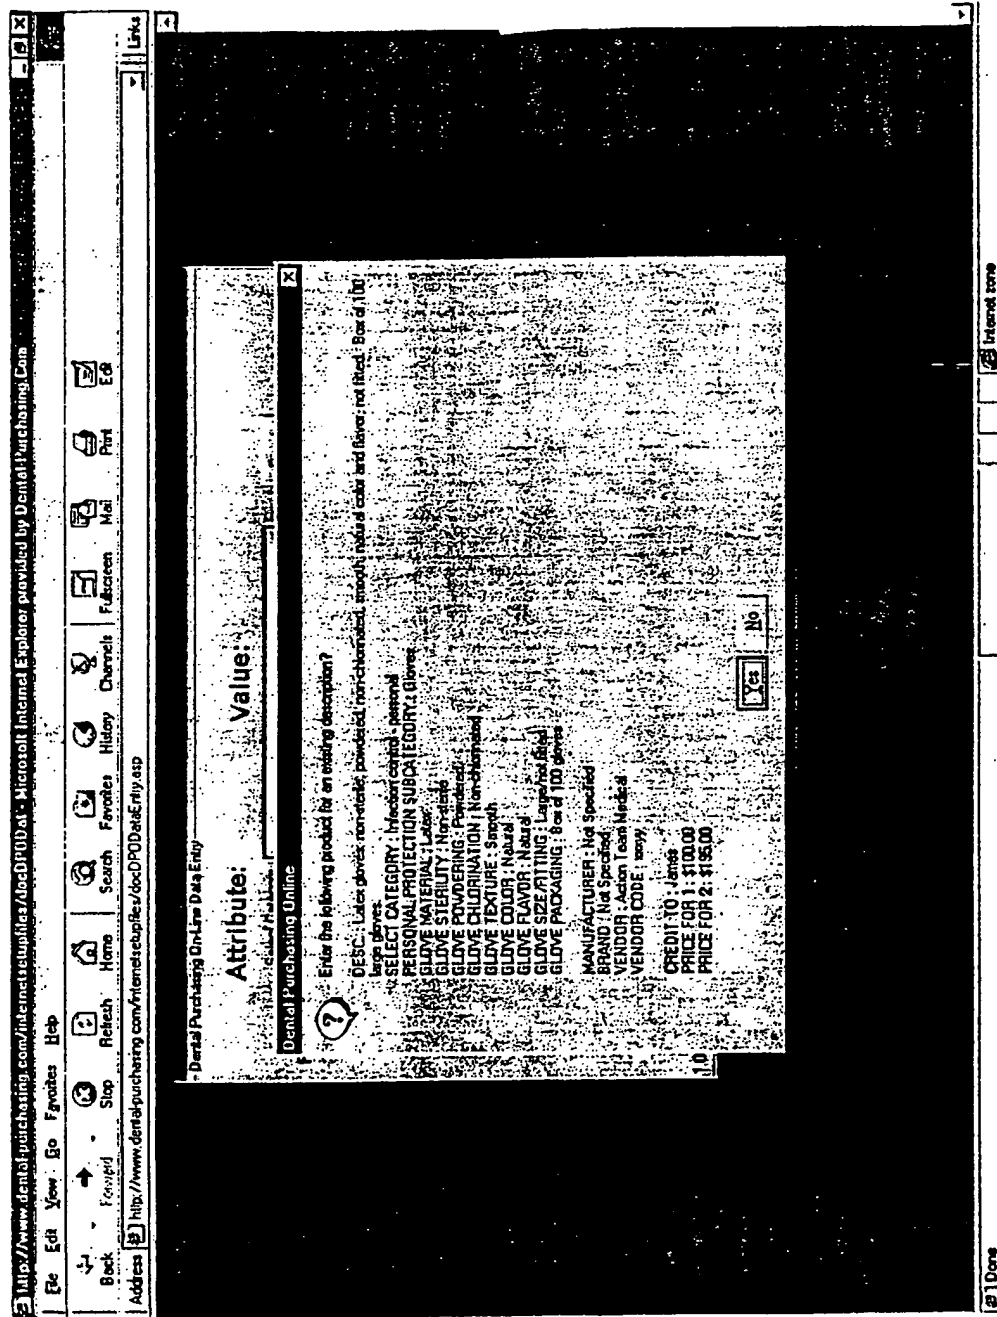 http://www.dental-purchasing.com/internetsetupfiles/docDPODat - Microsoft Internet Explorer provided by Dental-Purchasing.Com
File Edit View Go Favorites Help
Back Forward Stop Refresh Home Search Favorites History Channels Fullscreen Mail Print Edit
Address http://www.dental-purchasing.com/internetsetupfiles/docDPODataEntry.asp Links
- Dental Purchasing On-Line Data Entry
Attribute: Value:
Dental Purchasing Online
Enter the following product for an existing description?
DESC.: Latex gloves; non-sterile; powdered, non-chlorinated, smooth; natural color and flavor; not fitted. Box of 100
large gloves.
SELECT CATEGORY : Infection control - personal
PERSONAL PROTECTION SUBCATEGORY : Gloves
GLOVE MATERIAL : Latex
GLOVE STERILITY : Non-sterile
GLOVE POWDERING : Powdered
GLOVE CHLORINATION : Non-chlorinated
GLOVE TEXTURE : Smooth
GLOVE COLOR : Natural
GLOVE FLAVOR : Natural
GLOVE SIZE/FITTING : Large/not fitted
GLOVE PACKAGING : Box of 100 gloves
MANUFACTURER : Not Specified
BRAND : Not Specified
VENDOR : Action Team Medical
VENDOR CODE :
CREDIT TO : James
PRICE FOR 1 : $100.00
PRICE FOR 2 : $195.00
Yes No
Done Internet zone